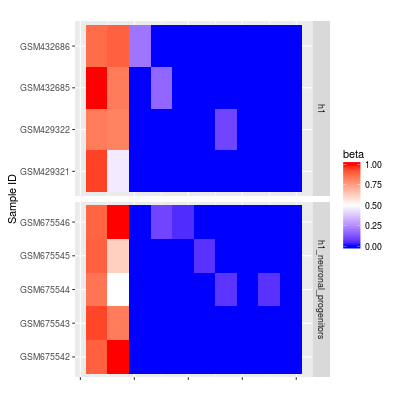 GSM432686
GSM432685
GSM429322
GSM429321
h1
GSM675546
GSM675545
GSM675544
GSM675543
GSM675542
h1_neuronal_progenitors
Sample ID
beta
1.00
0.75
0.50
0.25
0.00